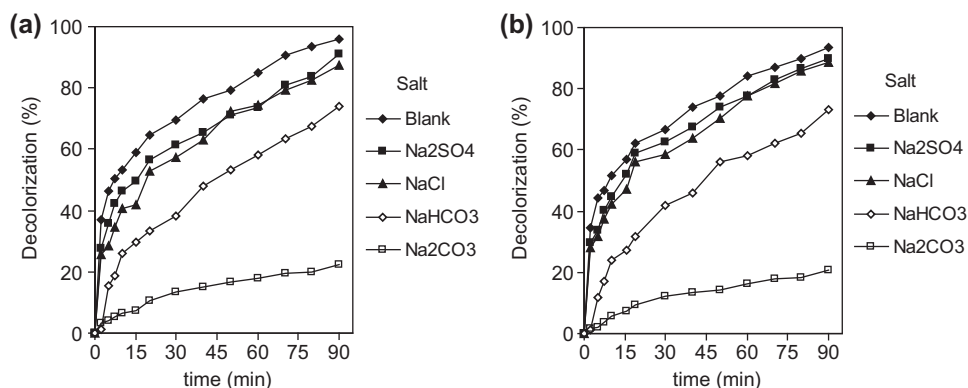 (a)
100
80
60
40
20
0
Decolorization (%)
0 15 30 45 60 75 90
time (min)
Salt
Blank
Na2SO4
NaCl
NaHCO3
Na2CO3
(b)
100
80
60
40
20
0
Decolorization (%)
0 15 30 45 60 75 90
time (min)
Salt
Blank
Na2SO4
NaCl
NaHCO3
Na2CO3